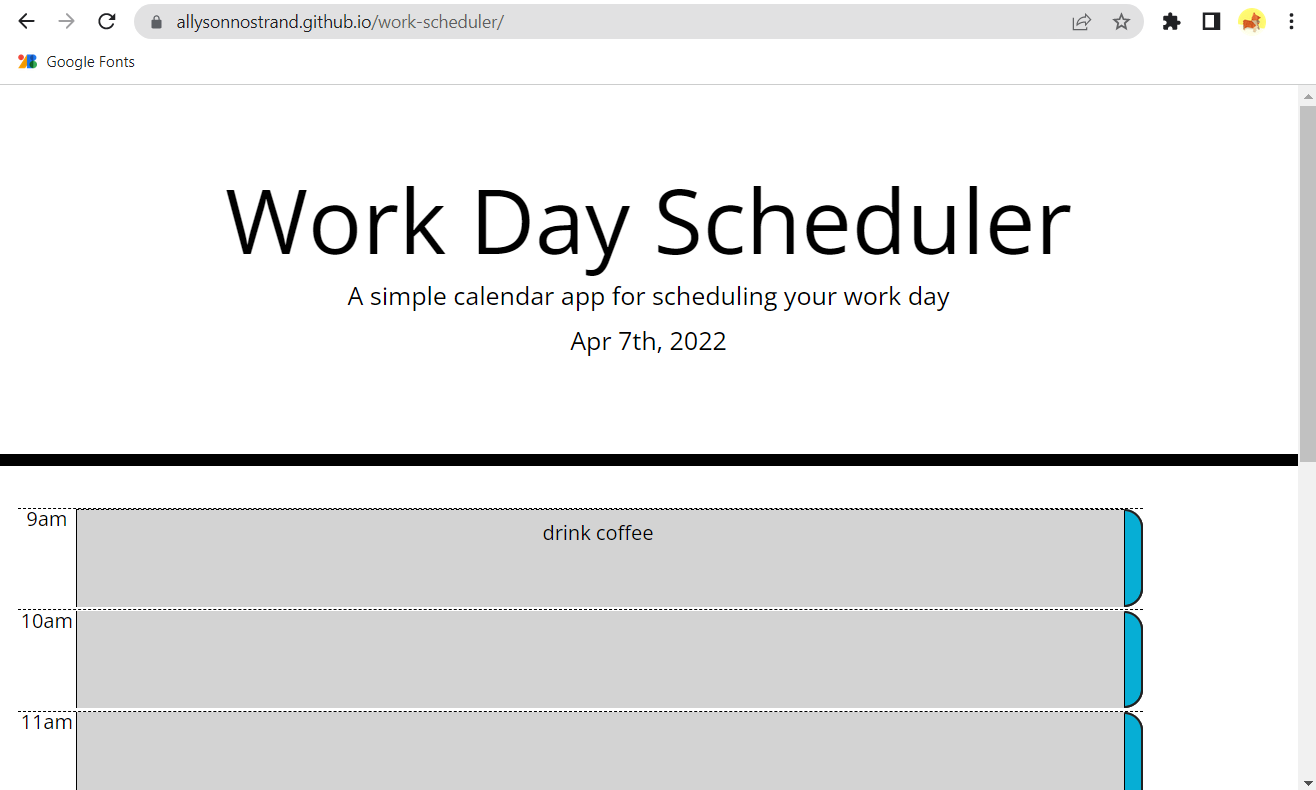 allysonnostrand.github.io/work-scheduler/
Google Fonts
Work Day Scheduler
A simple calendar app for scheduling your work day
Apr 7th, 2022
9am
drink coffee
10am
11am